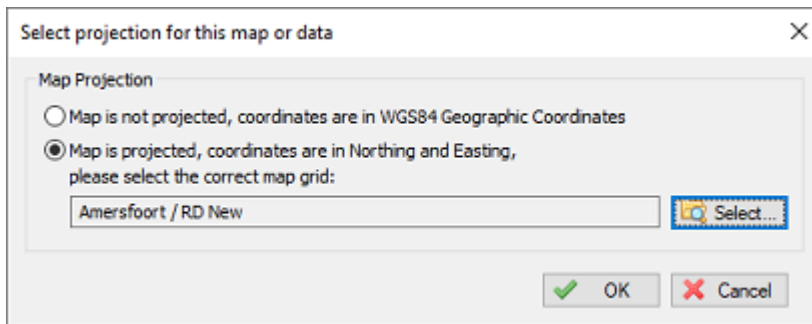 Select projection for this map or data
Map Projection
Map is not projected, coordinates are in WGS84 Geographic Coordinates
Map is projected, coordinates are in Northing and Easting,
please select the correct map grid:
Amersfoort / RD New
Select...
OK
Cancel